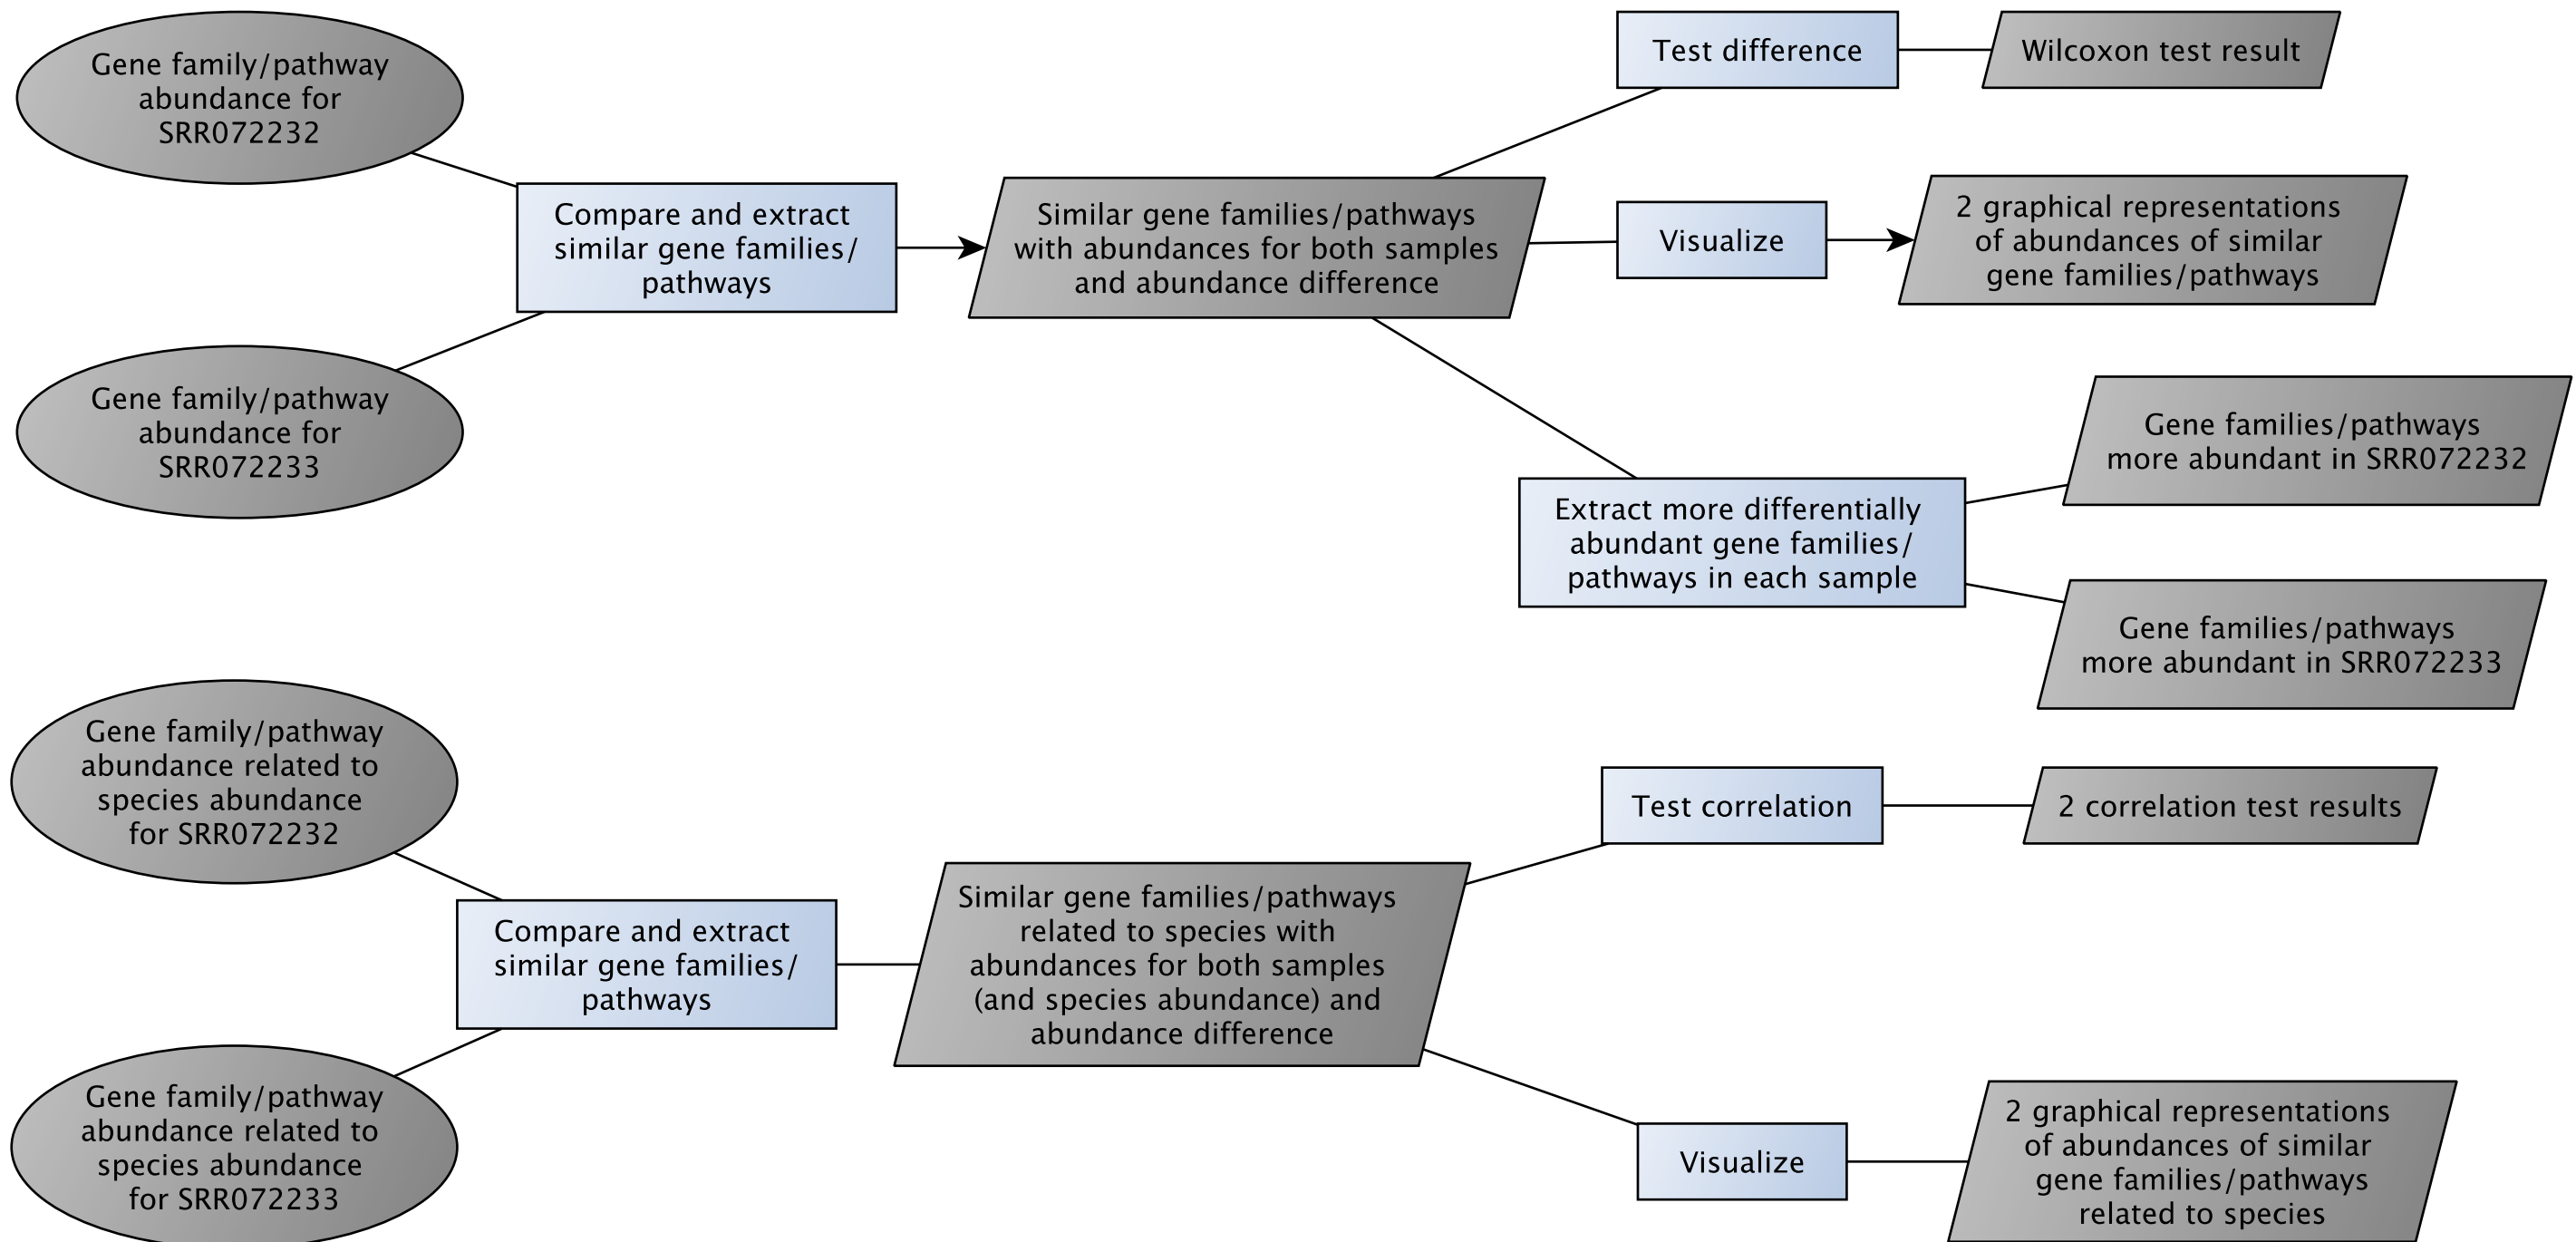 Gene family/pathway
abundance for
SRR072232
Gene family/pathway
abundance for
SRR072233
Compare and extract
similar gene families/
pathways
Similar gene families/pathways
with abundances for both samples
and abundance difference
Test difference
Wilcoxon test result
Visualize
2 graphical representations
of abundances of similar
gene families/pathways
Extract more differentially
abundant gene families/
pathways in each sample
Gene families/pathways
more abundant in SRR072232
Gene families/pathways
more abundant in SRR072233
Gene family/pathway
abundance related to
species abundance
for SRR072232
Gene family/pathway
abundance related to
species abundance
for SRR072233
Compare and extract
similar gene families/
pathways
Similar gene families/pathways
related to species with
abundances for both samples
(and species abundance) and
abundance difference
Test correlation
2 correlation test results
Visualize
2 graphical representations
of abundances of similar
gene families/pathways
related to species